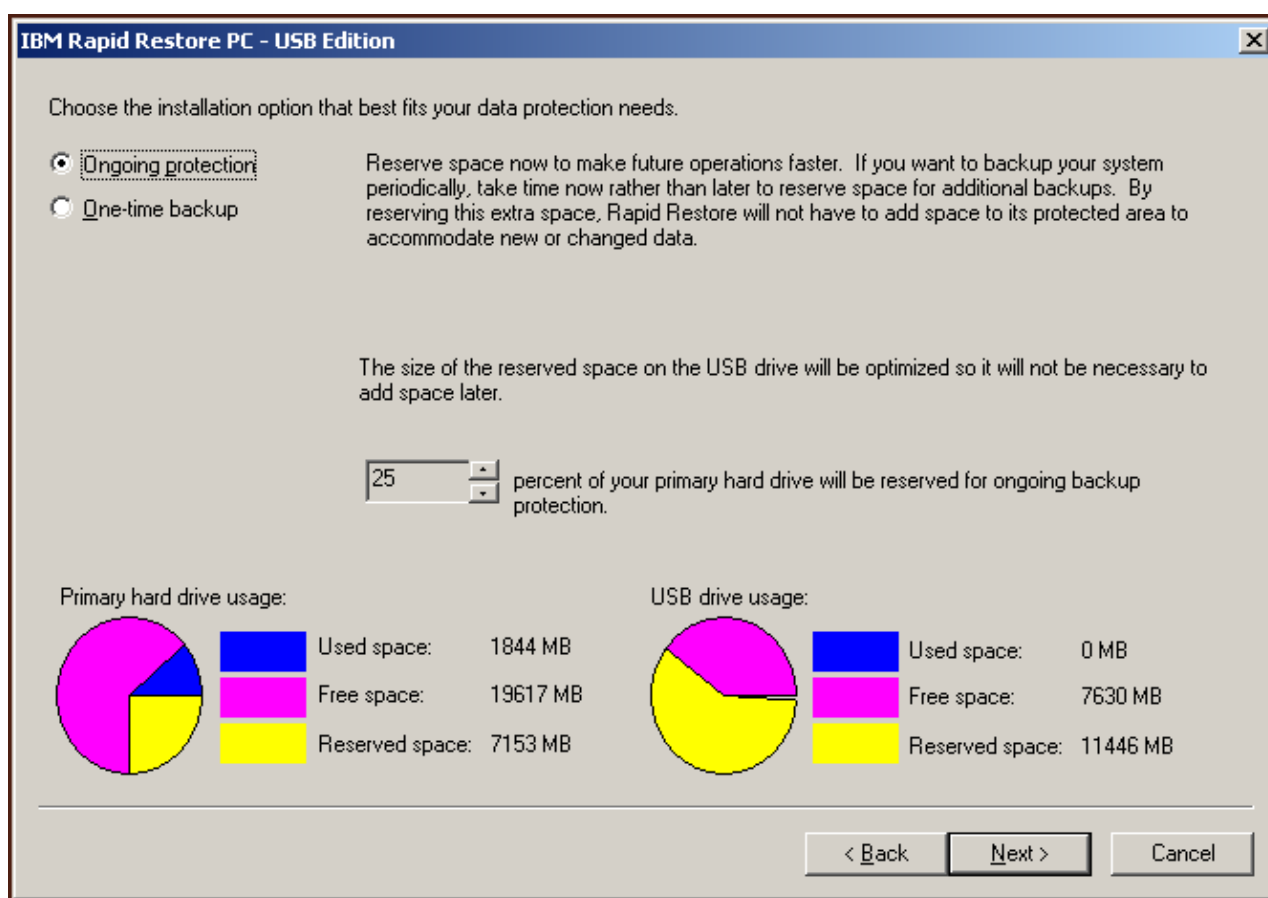 IBM Rapid Restore PC - USB Edition
Choose the installation option that best fits your data protection needs.
Ongoing protection
One-time backup
Reserve space now to make future operations faster. If you want to backup your system
periodically, take time now rather than later to reserve space for additional backups. By
reserving this extra space, Rapid Restore will not have to add space to its protected area to
accommodate new or changed data.
The size of the reserved space on the USB drive will be optimized so it will not be necessary to
add space later.
25
percent of your primary hard drive will be reserved for ongoing backup
protection.
Primary hard drive usage:
Used space: 1844 MB
Free space: 19617 MB
Reserved space: 7153 MB
USB drive usage:
Used space: 0 MB
Free space: 7630 MB
Reserved space: 11446 MB
< Back
Next >
Cancel